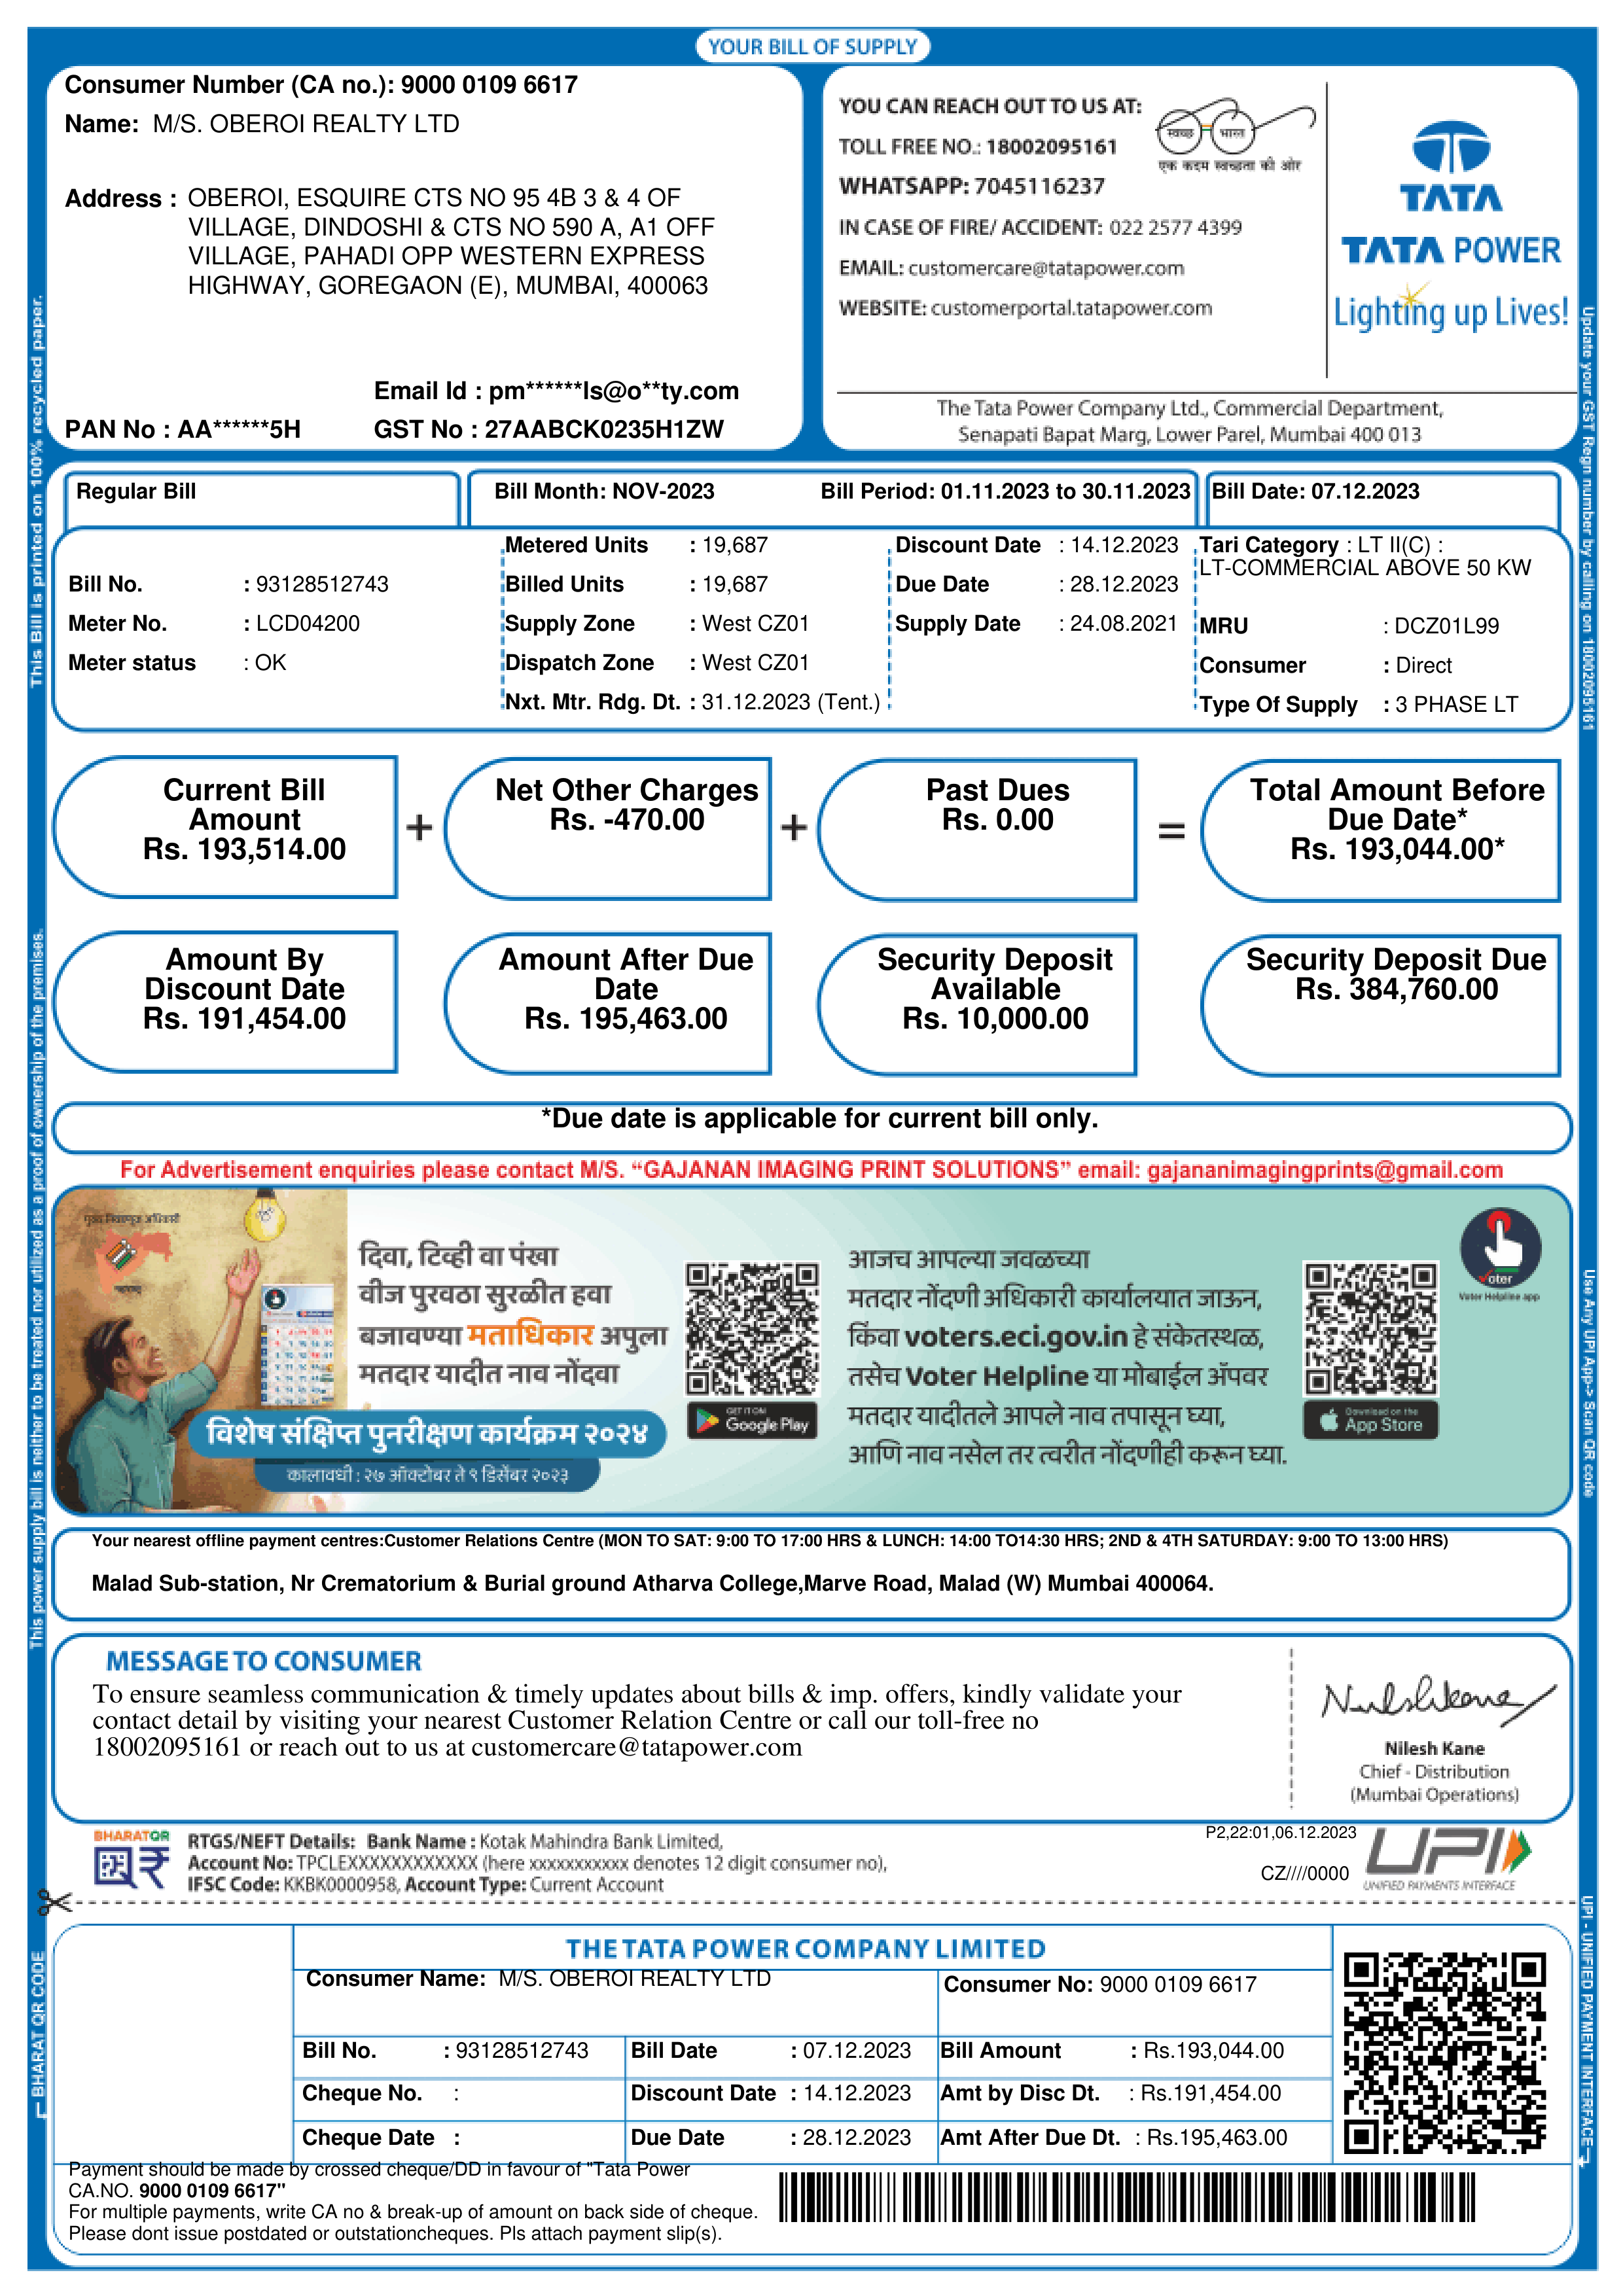 YOUR BILL OF SUPPLY
Consumer Number (CA no.): 9000 0109 6617
Name: M/S. OBEROI REALTY LTD
Address : OBEROI, ESQUIRE CTS NO 95 4B 3 & 4 OF
VILLAGE, DINDOSHI & CTS NO 590 A, A1 OFF
VILLAGE, PAHADI OPP WESTERN EXPRESS
HIGHWAY, GOREGAON (E), MUMBAI, 400063
Email Id : pm******ls@o**ty.com
PAN No : AA******5H GST No : 27AABCK0235H1ZW
YOU CAN REACH OUT TO US AT:
TOLL FREE NO.: 18002095161
WHATSAPP: 7045116237
IN CASE OF FIRE/ ACCIDENT: 022 2577 4399
EMAIL: customercare@tatapower.com
WEBSITE: customerportal.tatapower.com
स्वच्छ भारत
एक कदम स्वच्छता की ओर
TATA
TATA POWER
Lighting up Lives!
The Tata Power Company Ltd., Commercial Department,
Senapati Bapat Marg, Lower Parel, Mumbai 400 013
This Bill is printed on 100% recycled paper.
Update your GST Regn number by calling on 18002095161
Regular Bill
Bill Month: NOV-2023 Bill Period: 01.11.2023 to 30.11.2023
Bill Date: 07.12.2023
Bill No. : 93128512743
Meter No. : LCD04200
Meter status : OK
Metered Units : 19,687
Billed Units : 19,687
Supply Zone : West CZ01
Dispatch Zone : West CZ01
Nxt. Mtr. Rdg. Dt. : 31.12.2023 (Tent.)
Discount Date : 14.12.2023
Due Date : 28.12.2023
Supply Date : 24.08.2021
Tari Category : LT II(C) :
LT-COMMERCIAL ABOVE 50 KW
MRU : DCZ01L99
Consumer : Direct
Type Of Supply : 3 PHASE LT
Current Bill
Amount
Rs. 193,514.00
+
Net Other Charges
Rs. -470.00
+
Past Dues
Rs. 0.00
=
Total Amount Before
Due Date*
Rs. 193,044.00*
Amount By
Discount Date
Rs. 191,454.00
Amount After Due
Date
Rs. 195,463.00
Security Deposit
Available
Rs. 10,000.00
Security Deposit Due
Rs. 384,760.00
This power supply bill is neither to be treated nor utilized as a proof of ownership of the premises.
*Due date is applicable for current bill only.
For Advertisement enquiries please contact M/S. “GAJANAN IMAGING PRINT SOLUTIONS” email: gajananimagingprints@gmail.com
दिवा, टिव्ही वा पंखा
वीज पुरवठा सुरळीत हवा
बजावण्या मताधिकार अपुला
मतदार यादीत नाव नोंदवा
विशेष संक्षिप्त पुनरीक्षण कार्यक्रम २०२४
कालावधी : २७ ऑक्टोबर ते ९ डिसेंबर २०२३
GET IT ON
Google Play
आजच आपल्या जवळच्या
मतदार नोंदणी अधिकारी कार्यालयात जाऊन,
किंवा voters.eci.gov.in हे संकेतस्थळ,
तसेच Voter Helpline या मोबाईल ॲपवर
मतदार यादीतले आपले नाव तपासून घ्या,
आणि नाव नसेल तर त्वरीत नोंदणीही करून घ्या.
Download on the
App Store
Voter
Voter Helpline app
Use Any UPI App-> Scan QR code
Your nearest offline payment centres:Customer Relations Centre (MON TO SAT: 9:00 TO 17:00 HRS & LUNCH: 14:00 TO14:30 HRS; 2ND & 4TH SATURDAY: 9:00 TO 13:00 HRS)
Malad Sub-station, Nr Crematorium & Burial ground Atharva College,Marve Road, Malad (W) Mumbai 400064.
MESSAGE TO CONSUMER
To ensure seamless communication & timely updates about bills & imp. offers, kindly validate your
contact detail by visiting your nearest Customer Relation Centre or call our toll-free no
18002095161 or reach out to us at customercare@tatapower.com
Nilesh Kane
Chief - Distribution
(Mumbai Operations)
BHARATQR
RTGS/NEFT Details: Bank Name : Kotak Mahindra Bank Limited,
Account No: TPCLEXXXXXXXXXXXX (here xxxxxxxxxxx denotes 12 digit consumer no),
IFSC Code: KKBK0000958, Account Type: Current Account
P2,22:01,06.12.2023
CZ////0000
UPI
UNIFIED PAYMENTS INTERFACE
BHARAT QR CODE
UPI - UNIFIED PAYMENT INTERFACE
THE TATA POWER COMPANY LIMITED
Consumer Name: M/S. OBEROI REALTY LTD
Consumer No: 9000 0109 6617
Bill No. : 93128512743 Bill Date : 07.12.2023 Bill Amount : Rs.193,044.00
Cheque No. : Discount Date : 14.12.2023 Amt by Disc Dt. : Rs.191,454.00
Cheque Date : Due Date : 28.12.2023 Amt After Due Dt. : Rs.195,463.00
Payment should be made by crossed cheque/DD in favour of "Tata Power
CA.NO. 9000 0109 6617"
For multiple payments, write CA no & break-up of amount on back side of cheque.
Please dont issue postdated or outstationcheques. Pls attach payment slip(s).